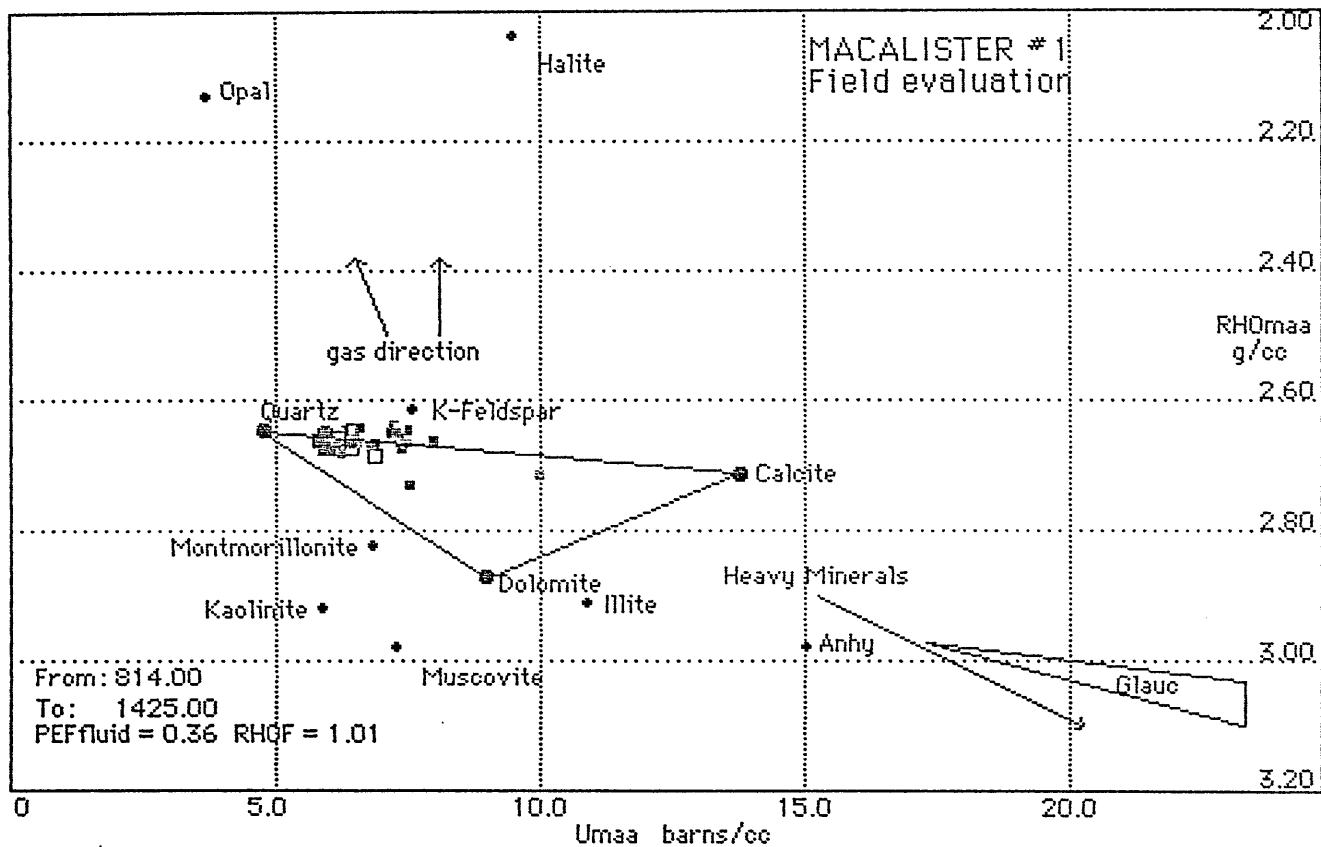 2.00
MACALISTER #1
Halite
Field evaluation
Opal
2.20
2.40
RHOmaa
g/cc
gas direction
2.60
Quartz
K-Feldspar
Calcite
2.80
Montmorillonite
Dolomite
Heavy Minerals
Kaolinite
Illite
Anhy
3.00
From: 814.00
Muscovite
Glauc
To: 1425.00
PEFfluid = 0.36 RHOF = 1.01
3.20
0 5.0 10.0 15.0 20.0
Umaa barns/cc